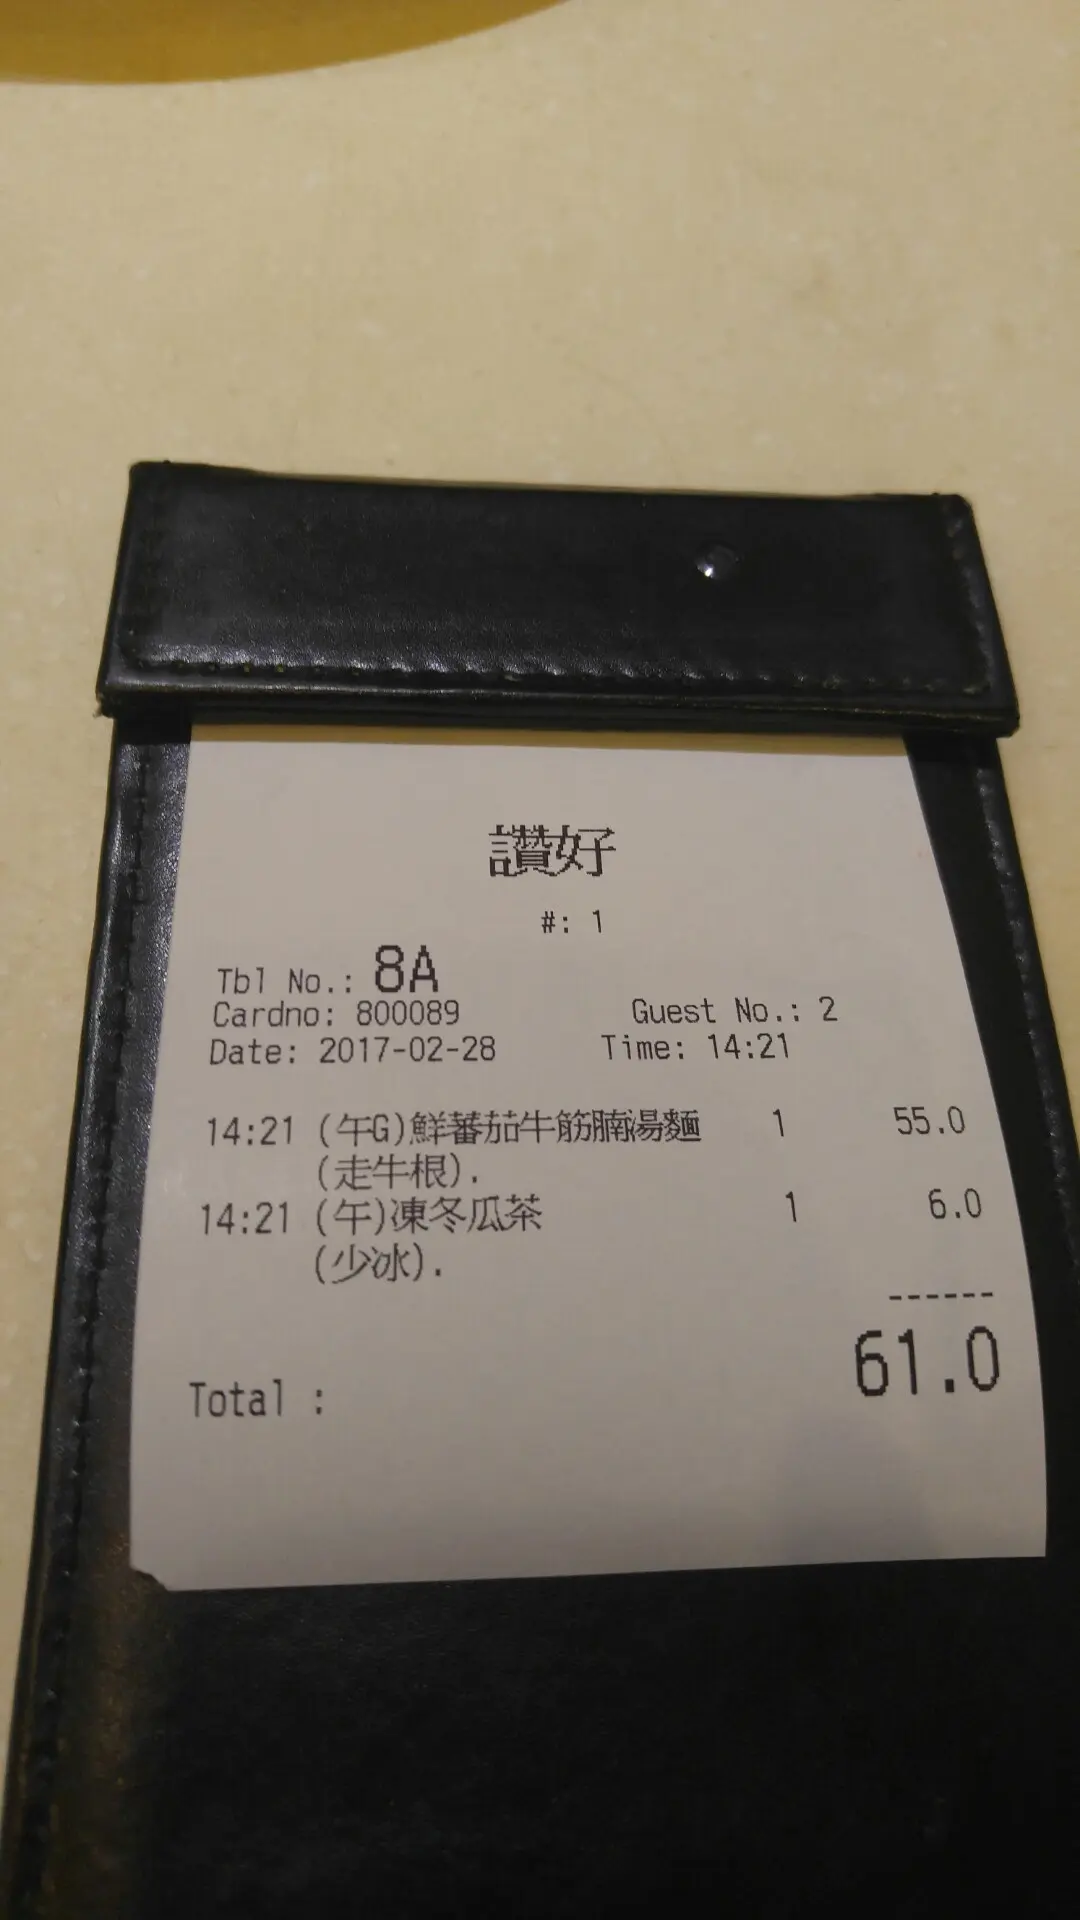 讚好
#: 1
Tbl No.: 8A
Cardno: 800089 Guest No.: 2
Date: 2017-02-28 Time: 14:21
14:21 (午G)鮮蕃茄牛筋腩湯麵 1 55.0
(走牛根).
14:21 (午)凍冬瓜茶 1 6.0
(少冰).
------
Total : 61.0